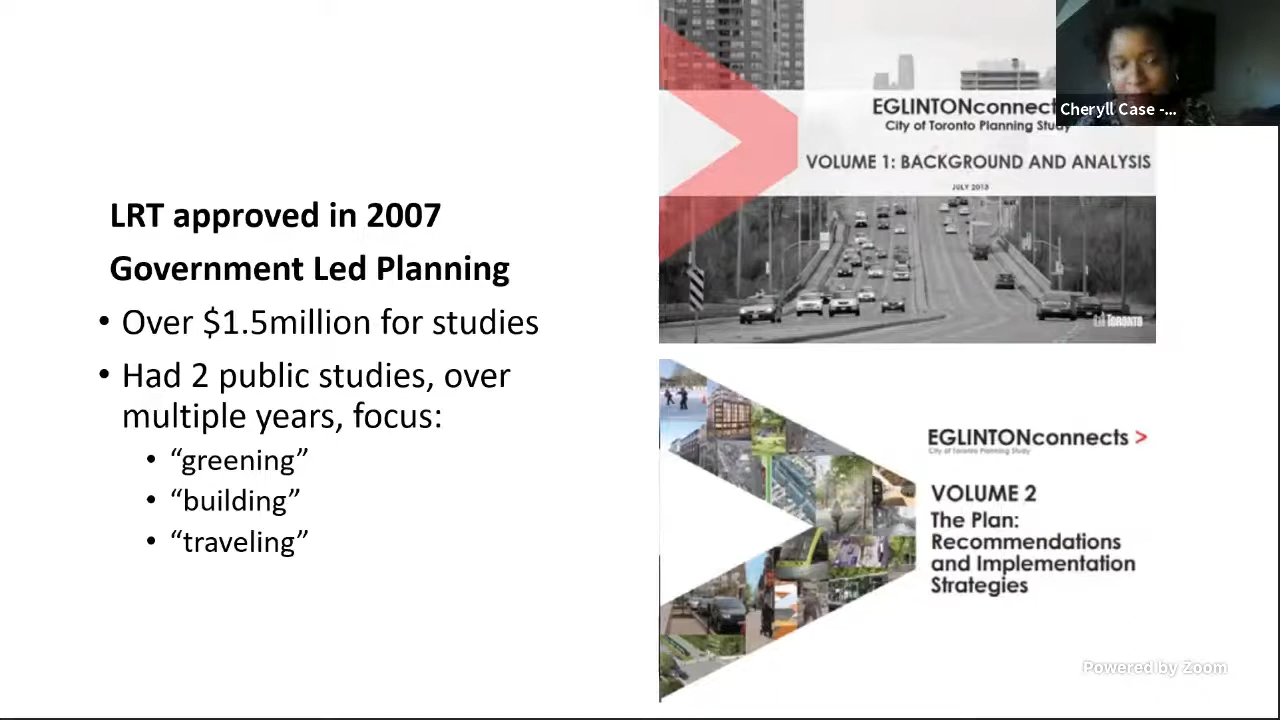 LRT approved in 2007
Government Led Planning
• Over $1.5million for studies
• Had 2 public studies, over
multiple years, focus:
• “greening”
• “building”
• “traveling”
EGLINTONconnect
City of Toronto Planning Study
VOLUME 1: BACKGROUND AND ANALYSIS
JULY 2013
TORONTO
Cheryll Case -...
EGLINTONconnects >
City of Toronto Planning Study
VOLUME 2
The Plan:
Recommendations
and Implementation
Strategies
Powered by Zoom